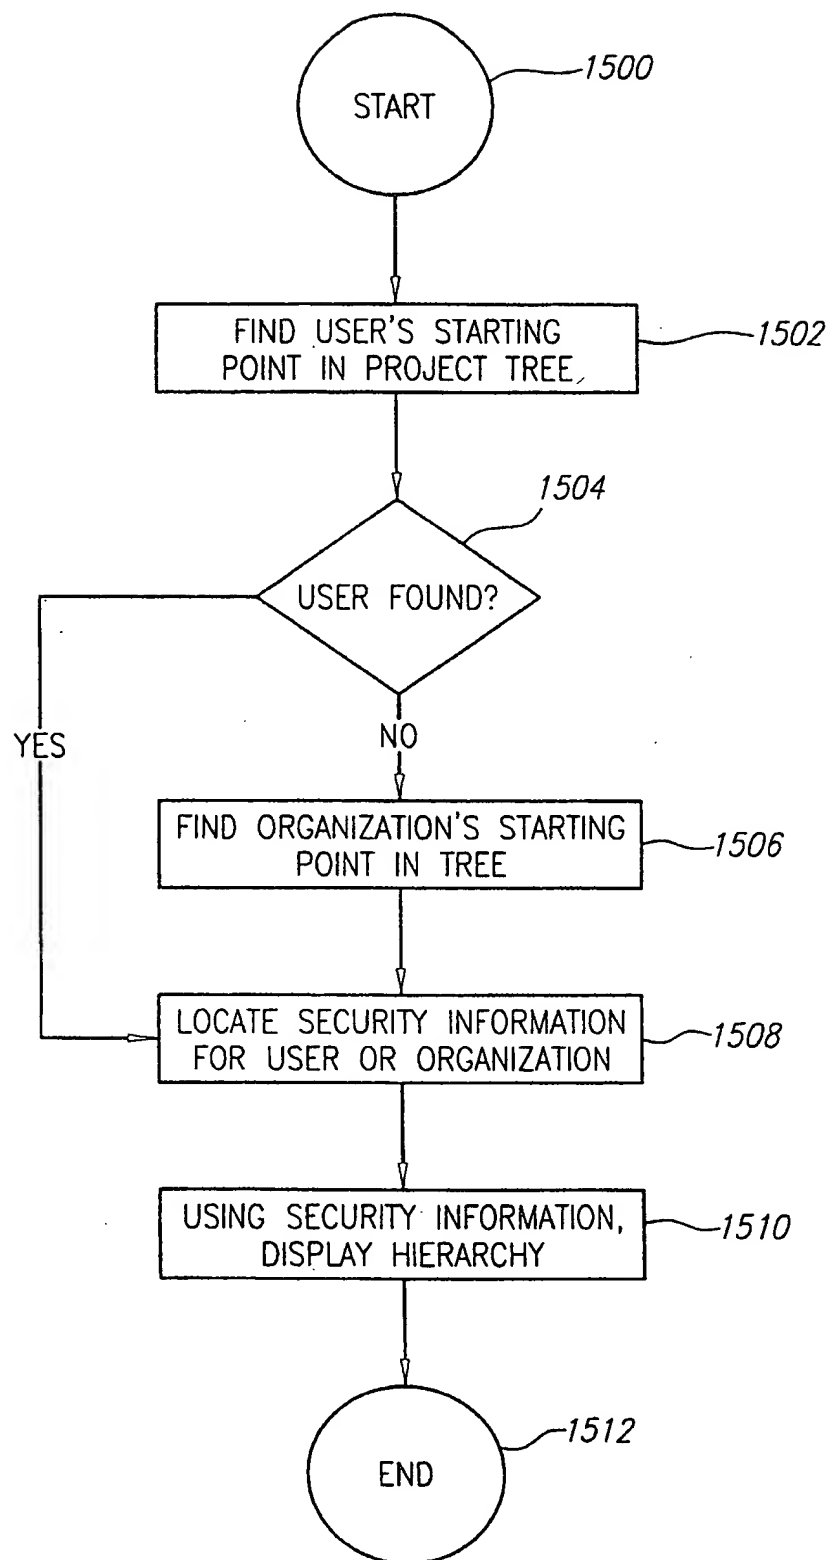 START
1500
FIND USER'S STARTING
POINT IN PROJECT TREE
1502
1504
USER FOUND?
YES
NO
FIND ORGANIZATION'S STARTING
POINT IN TREE
1506
LOCATE SECURITY INFORMATION
FOR USER OR ORGANIZATION
1508
USING SECURITY INFORMATION,
DISPLAY HIERARCHY
1510
END
1512